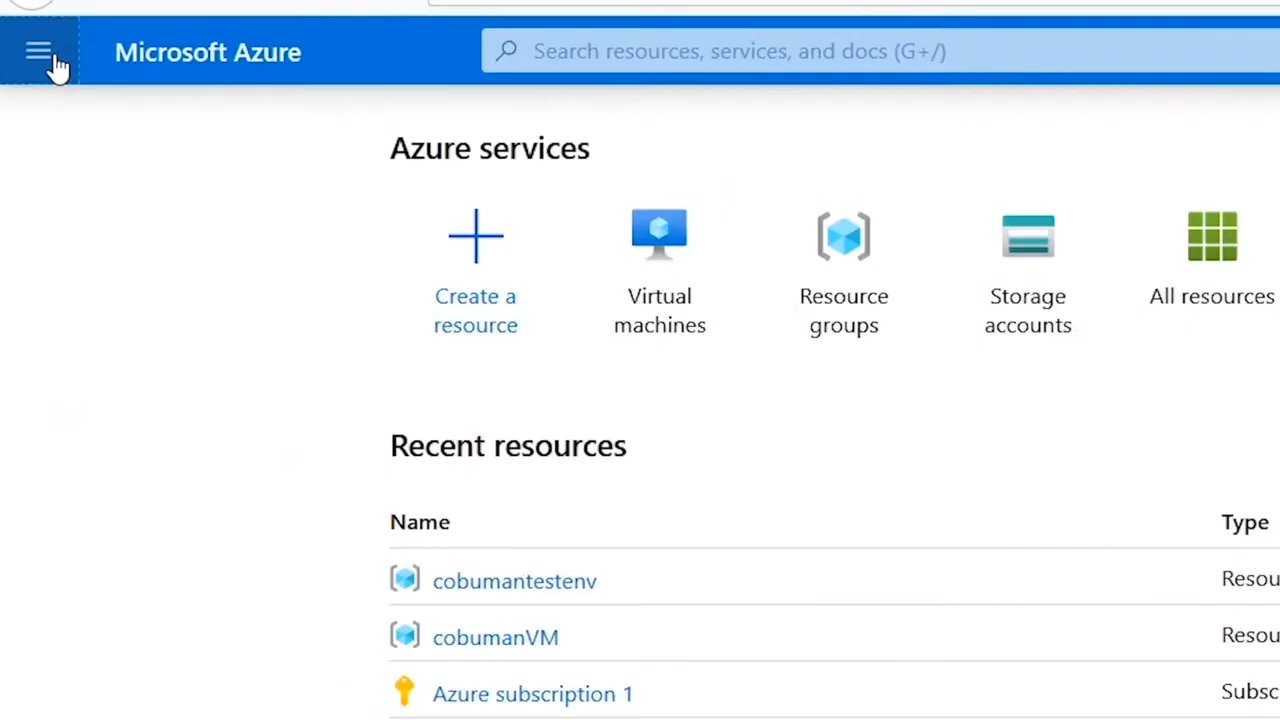 Microsoft Azure
Search resources, services, and docs (G+/)
Azure services
Create a
resource
Virtual
machines
Resource
groups
Storage
accounts
All resources
Recent resources
Name
Type
cobumantestenv
Resou
cobumanVM
Resou
Azure subscription 1
Subsc